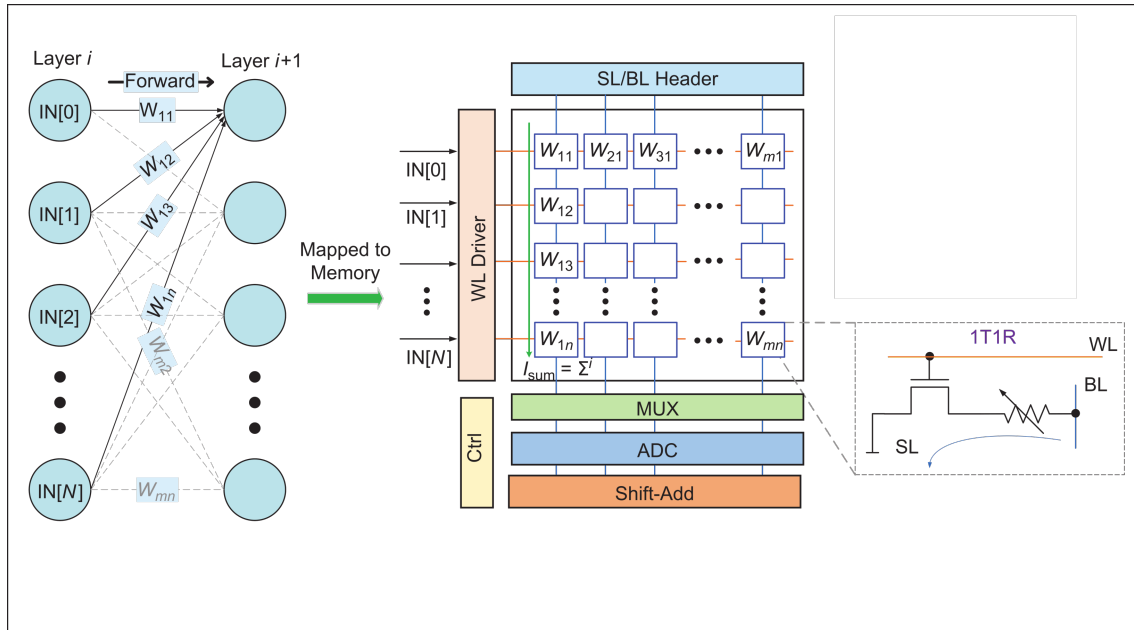 Layer i
Forward
Layer i+1
IN[0]
W11
W12
IN[1]
W13
IN[2]
W1n
Wm2
IN[N]
Wmn
Mapped to
Memory
SL/BL Header
WL Driver
IN[0]
IN[1]
IN[N]
W11 W21 W31 Wm1
W12
W13
W1n Wmn
Isum = Σi
MUX
Ctrl
ADC
Shift-Add
1T1R
WL
BL
SL